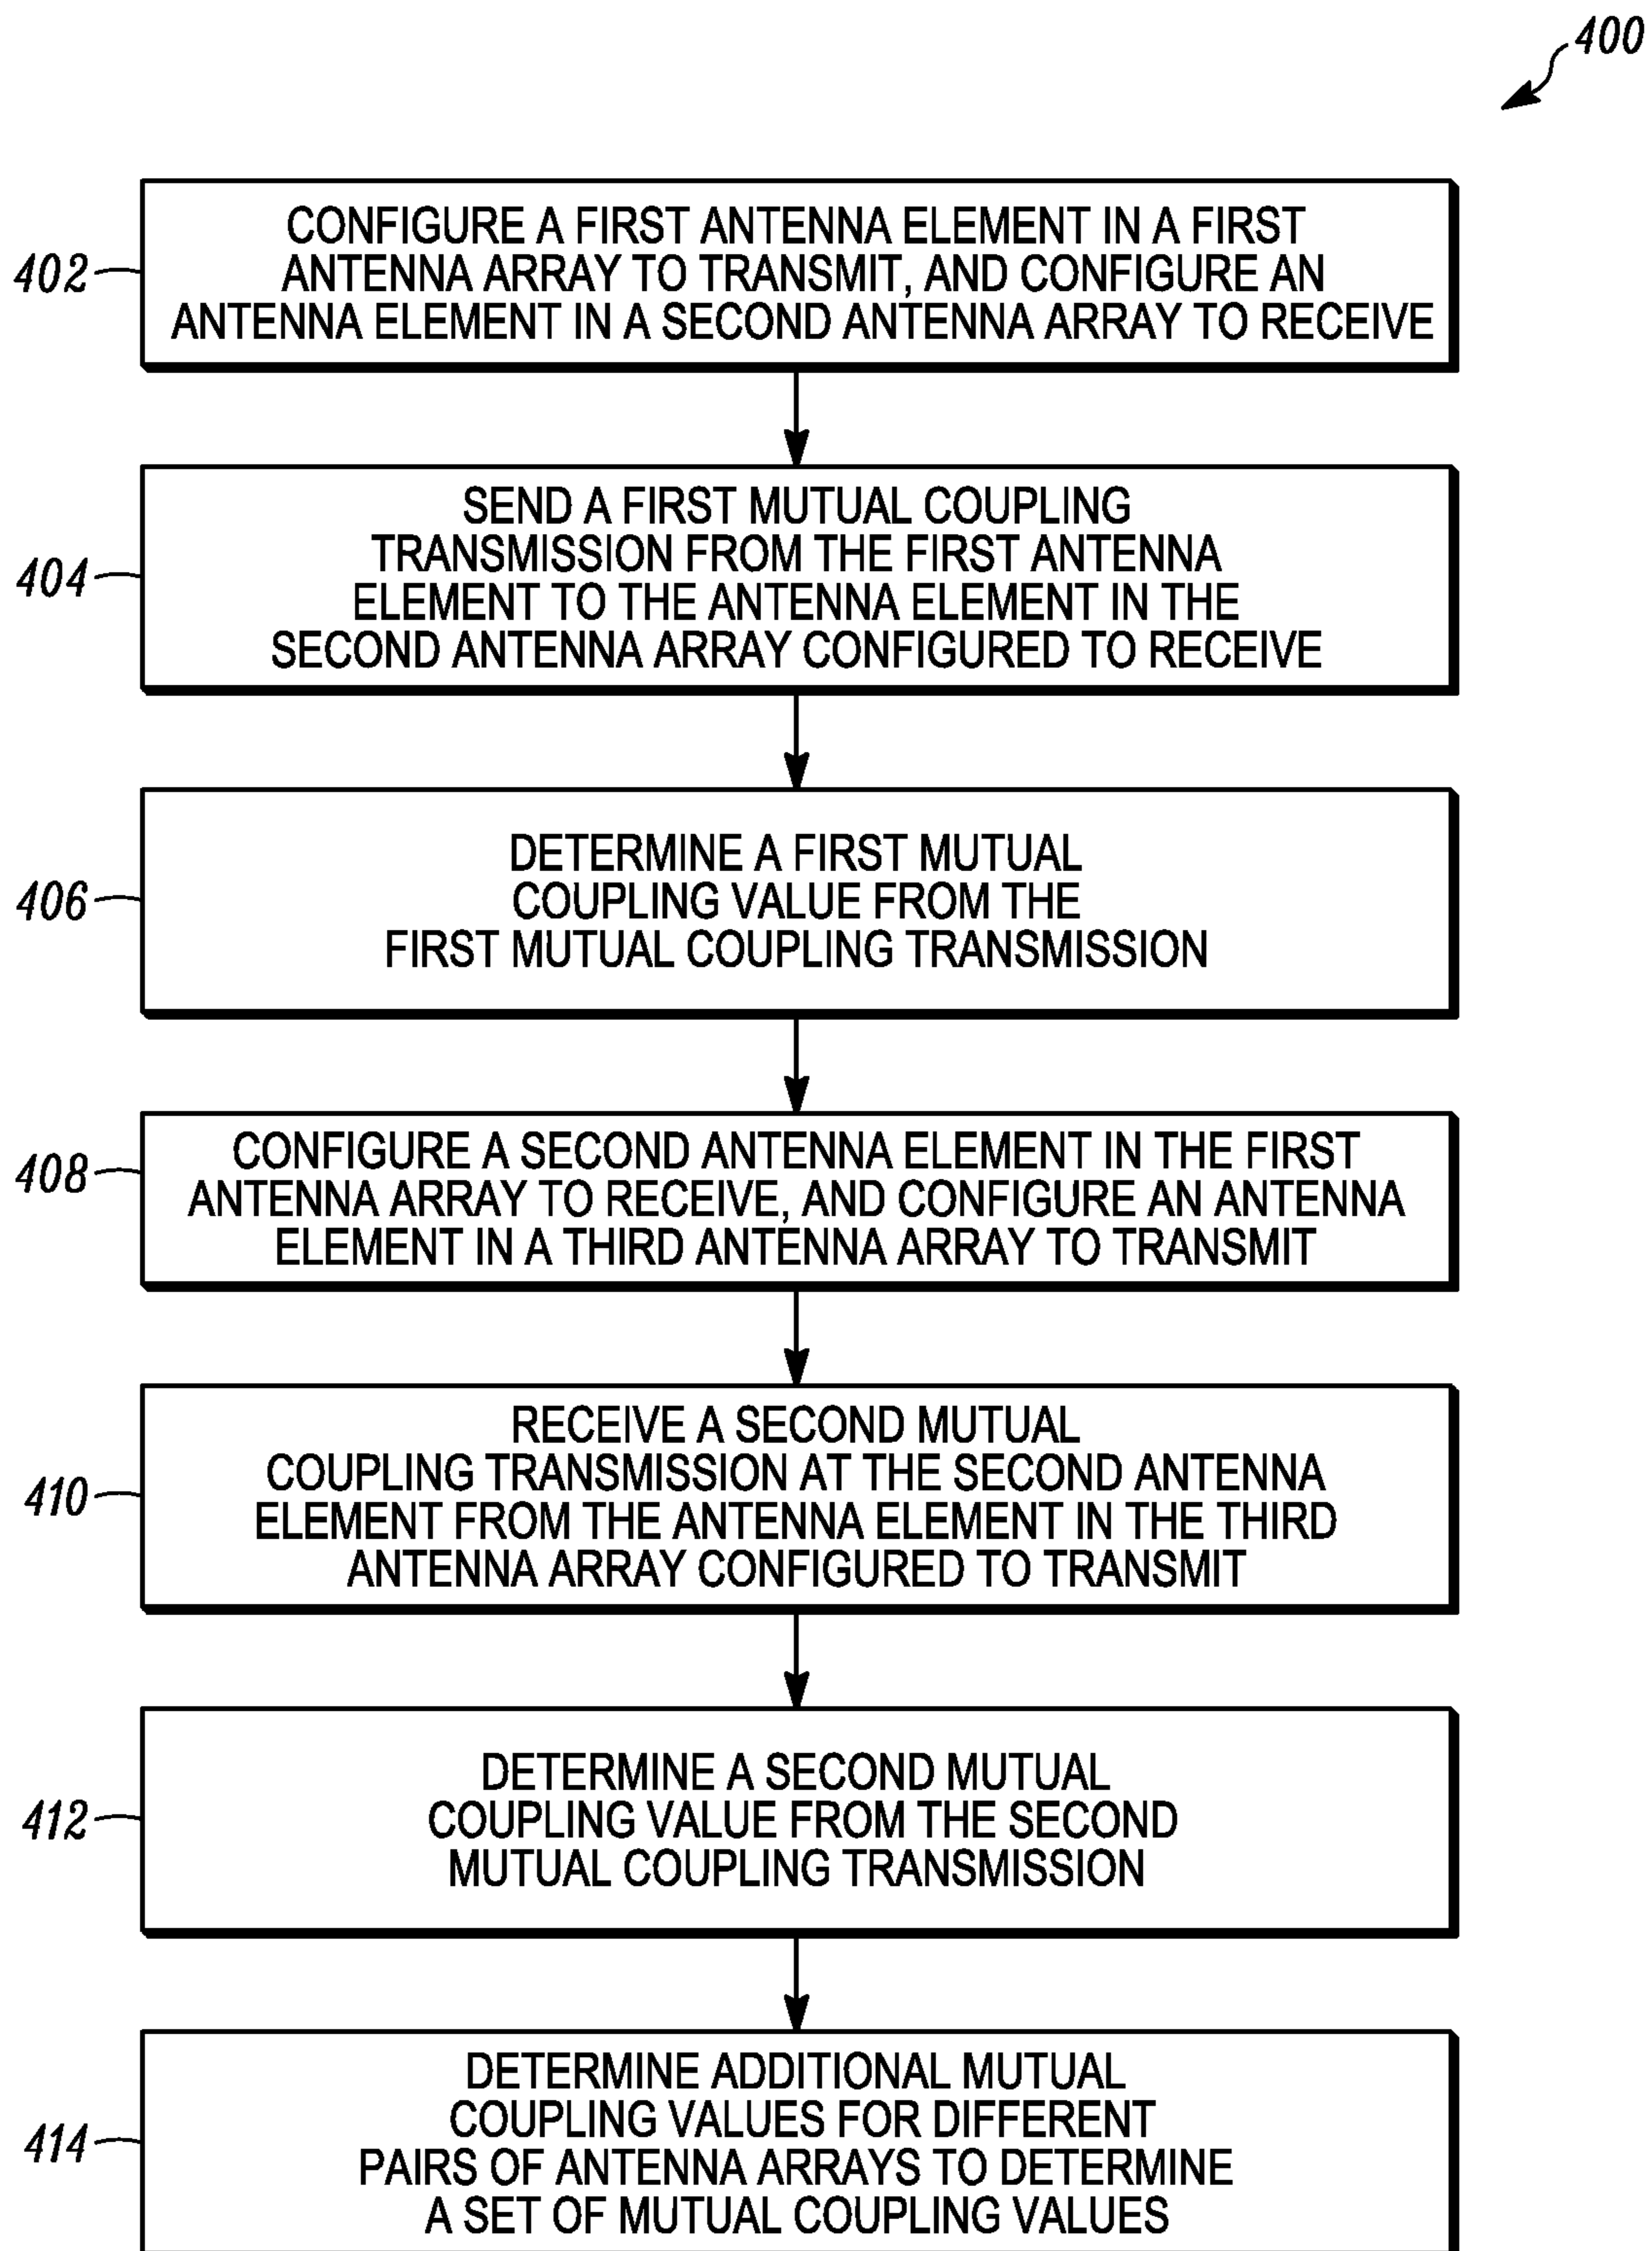 400
402
CONFIGURE A FIRST ANTENNA ELEMENT IN A FIRST
ANTENNA ARRAY TO TRANSMIT, AND CONFIGURE AN
ANTENNA ELEMENT IN A SECOND ANTENNA ARRAY TO RECEIVE
404
SEND A FIRST MUTUAL COUPLING
TRANSMISSION FROM THE FIRST ANTENNA
ELEMENT TO THE ANTENNA ELEMENT IN THE
SECOND ANTENNA ARRAY CONFIGURED TO RECEIVE
406
DETERMINE A FIRST MUTUAL
COUPLING VALUE FROM THE
FIRST MUTUAL COUPLING TRANSMISSION
408
CONFIGURE A SECOND ANTENNA ELEMENT IN THE FIRST
ANTENNA ARRAY TO RECEIVE, AND CONFIGURE AN ANTENNA
ELEMENT IN A THIRD ANTENNA ARRAY TO TRANSMIT
410
RECEIVE A SECOND MUTUAL
COUPLING TRANSMISSION AT THE SECOND ANTENNA
ELEMENT FROM THE ANTENNA ELEMENT IN THE THIRD
ANTENNA ARRAY CONFIGURED TO TRANSMIT
412
DETERMINE A SECOND MUTUAL
COUPLING VALUE FROM THE SECOND
MUTUAL COUPLING TRANSMISSION
414
DETERMINE ADDITIONAL MUTUAL
COUPLING VALUES FOR DIFFERENT
PAIRS OF ANTENNA ARRAYS TO DETERMINE
A SET OF MUTUAL COUPLING VALUES